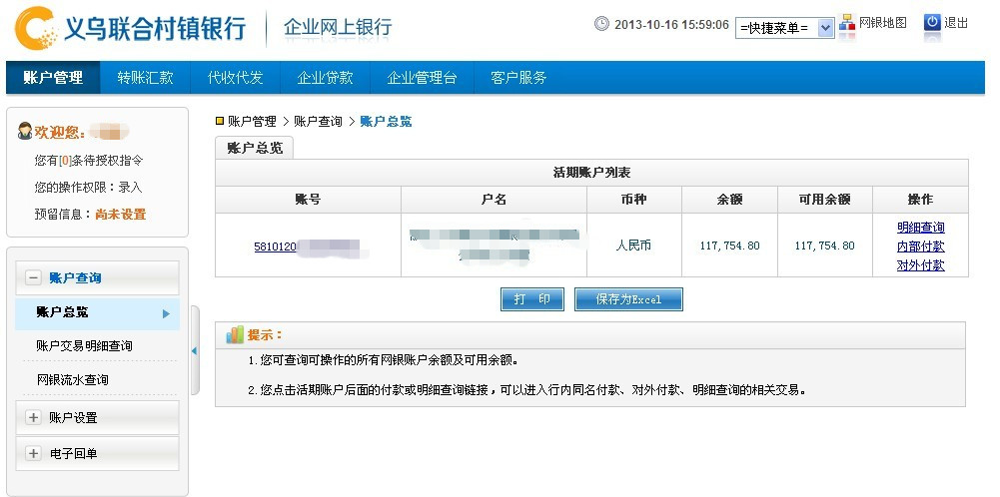 义乌联合村镇银行 企业网上银行
2013-10-16 15:59:06 =快捷菜单= 网银地图 退出
账户管理 转账汇款 代收代发 企业贷款 企业管理台 客户服务
欢迎您：
您有[0]条待授权指令
您的操作权限：录入
预留信息：尚未设置
账户查询
账户总览
账户交易明细查询
网银流水查询
账户设置
电子回单
账户管理 > 账户查询 > 账户总览
账户总览
活期账户列表
账号 户名 币种 余额 可用余额 操作
5810120 人民币 117,754.80 117,754.80 明细查询
内部付款
对外付款
打 印 保存为Excel
提示：
1.您可查询可操作的所有网银账户余额及可用余额。
2.您点击活期账户后面的付款或明细查询链接，可以进入行内同名付款、对外付款、明细查询的相关交易。